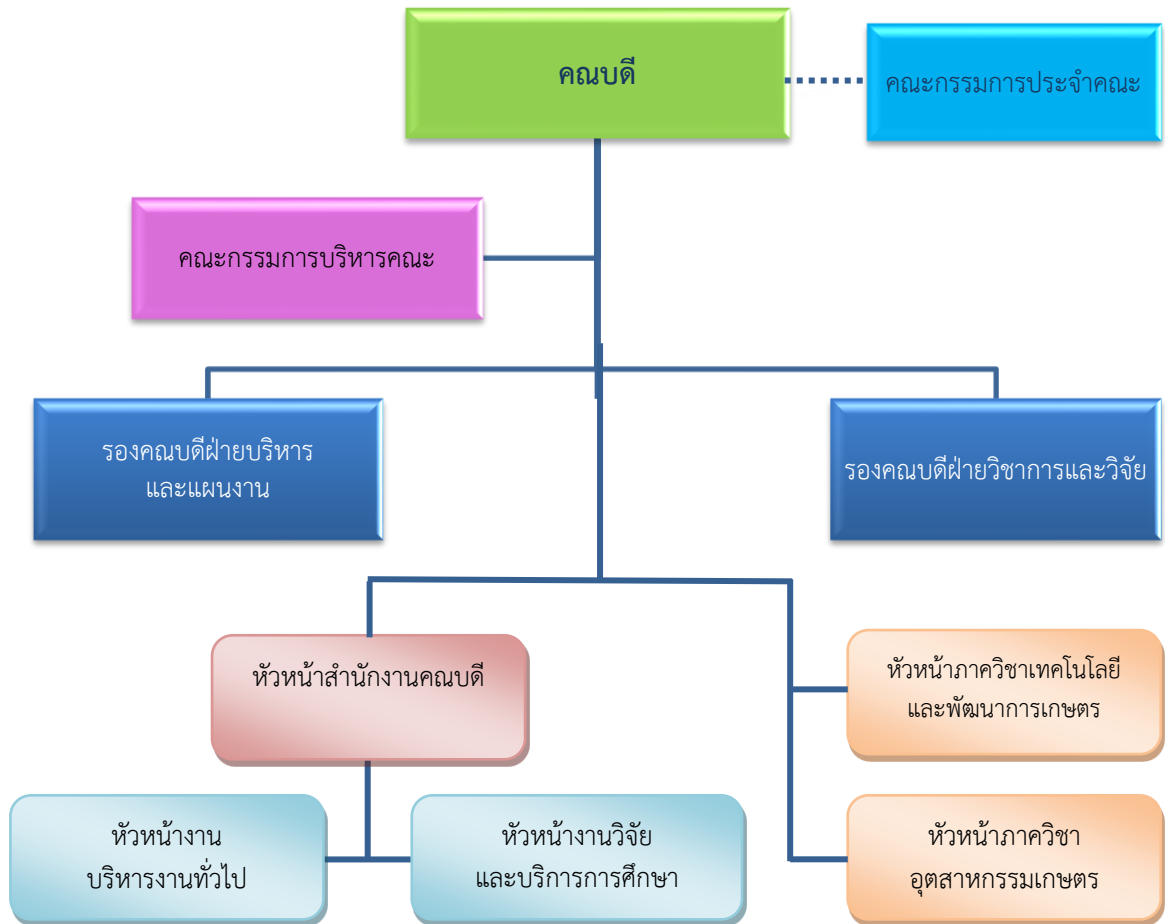 คณบดี
คณะกรรมการประจำคณะ
คณะกรรมการบริหารคณะ
รองคณบดีฝ่ายบริหาร
และแผนงาน
รองคณบดีฝ่ายวิชาการและวิจัย
หัวหน้าสำนักงานคณบดี
หัวหน้าภาควิชาเทคโนโลยี
และพัฒนาการเกษตร
หัวหน้างาน
บริหารงานทั่วไป
หัวหน้างานวิจัย
และบริการการศึกษา
หัวหน้าภาควิชา
อุตสาหกรรมเกษตร